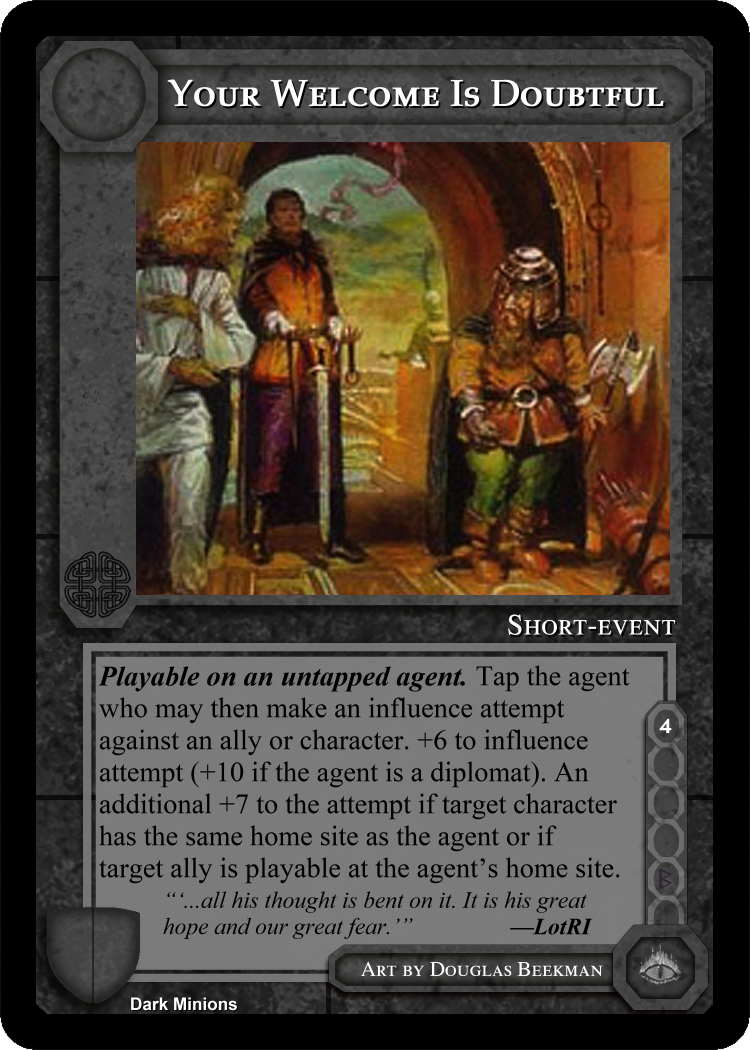 Your Welcome Is Doubtful
Short-event
Playable on an untapped agent. Tap the agent
who may then make an influence attempt
against an ally or character. +6 to influence
attempt (+10 if the agent is a diplomat). An
additional +7 to the attempt if target character
has the same home site as the agent or if
target ally is playable at the agent’s home site.
4
B
“‘...all his thought is bent on it. It is his great
hope and our great fear.’” —LotRI
Art by Douglas Beekman
Dark Minions